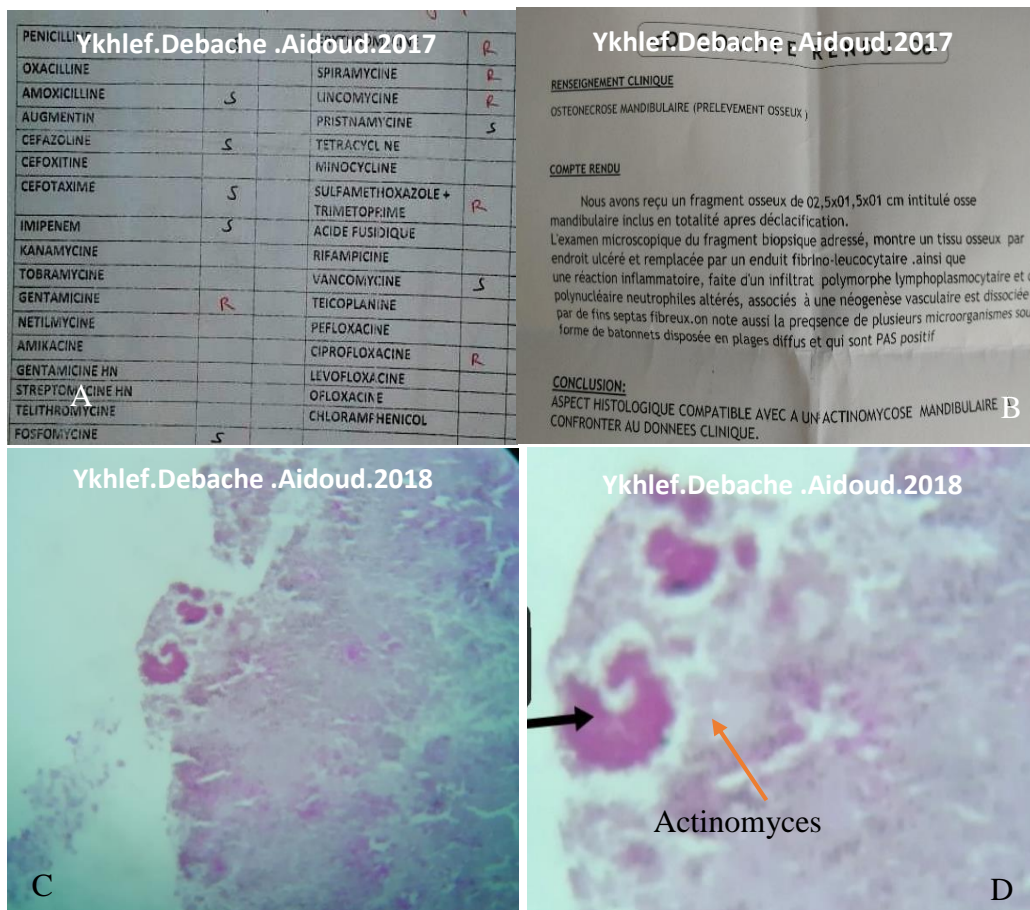 Ykhlef.Debache .Aidoud.2017
PENICILLINE S R
OXACILLINE SPIRAMYCINE R
AMOXICILLINE S LINCOMYCINE R
AUGMENTIN PRISTNAMYCINE S
CEFAZOLINE S TETRACYCLNE
CEFOXITINE MINOCYCLINE
CEFOTAXIME S SULFAMETHOXAZOLE + TRIMETOPRIME R
IMIPENEM S ACIDE FUSIDIQUE
KANAMYCINE RIFAMPICINE
TOBRAMYCINE VANCOMYCINE S
GENTAMICINE R TEICOPLANINE
NETILMYCINE PEFLOXACINE
AMIKACINE CIPROFLOXACINE R
GENTAMICINE HN LEVOFLOXACINE
STREPTOMYCINE HN OFLOXACINE
TELITHROMYCINE CHLORAMPHENICOL
FOSFOMYCINE S
A
Ykhlef.Debache .Aidoud.2017
COMPTE RENDU
RENSEIGNEMENT CLINIQUE
OSTEONECROSE MANDIBULAIRE (PRELEVEMENT OSSEUX )
COMPTE RENDU
Nous avons reçu un fragment osseux de 02,5x01,5x01 cm intitulé osse
mandibulaire inclus en totalité apres déclacification.
L'examen microscopique du fragment biopsique adressé, montre un tissu osseux par
endroit ulcéré et remplacée par un enduit fibrino-leucocytaire .ainsi que
une réaction inflammatoire, faite d'un infiltrat polymorphe lymphoplasmocytaire et
polynucléaire neutrophiles altérés, associés à une néogenèse vasculaire est dissociée
par de fins septas fibreux.on note aussi la preqsence de plusieurs microorganismes sou
forme de batonnets disposée en plages diffus et qui sont PAS positif
CONCLUSION:
ASPECT HISTOLOGIQUE COMPATIBLE AVEC A UN ACTINOMYCOSE MANDIBULAIRE
CONFRONTER AU DONNEES CLINIQUE.
B
Ykhlef.Debache .Aidoud.2018
C
Ykhlef.Debache .Aidoud.2018
Actinomyces
D